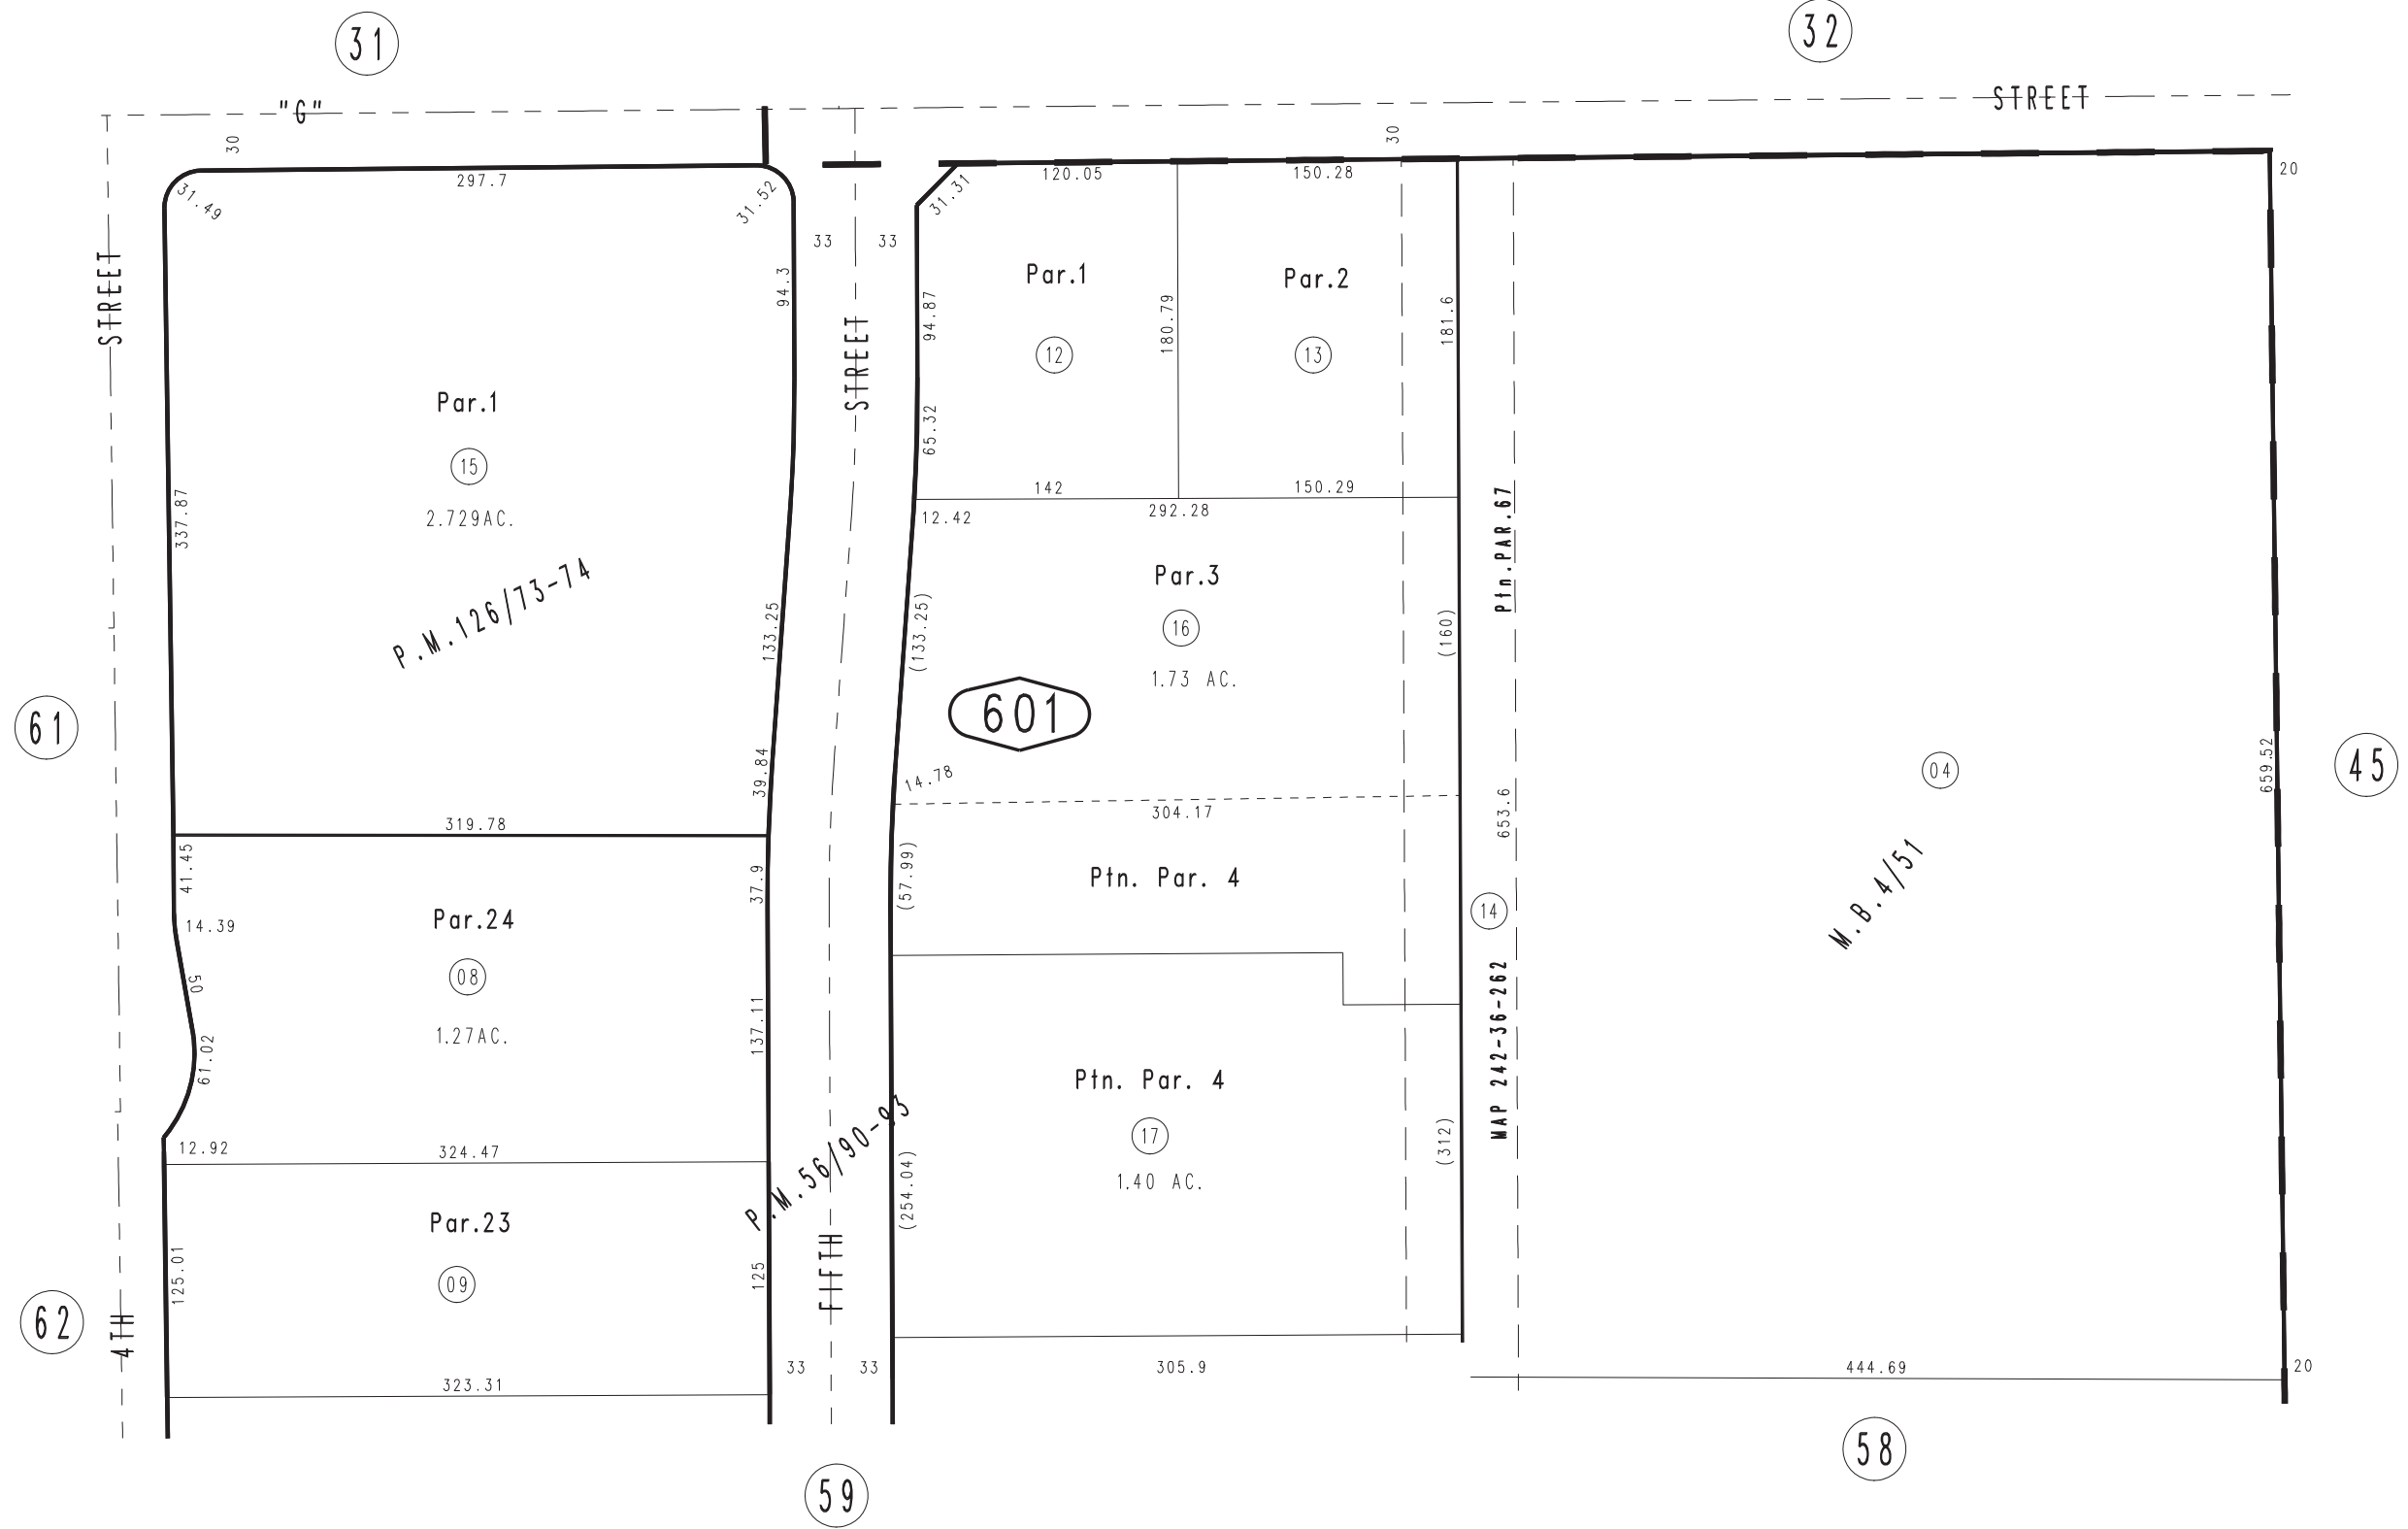 31
32
"G"
STREET
30
30
297.7
31.49
31.52
31.31
120.05
150.28
20
33
33
STREET
STREET
94.3
94.87
65.32
Par.1
12
180.79
Par.2
13
181.6
Par.1
15
2.729AC.
P.M.126/73-74
337.87
133.25
39.84
319.78
142
150.29
12.42
292.28
Par.3
16
1.73 AC.
(133.25)
(160)
Ptn.PAR.67
601
14.78
304.17
61
45
04
659.52
653.6
M.B.4/51
41.45
14.39
50
61.02
12.92
Par.24
08
1.27AC.
37.9
137.11
324.47
(57.99)
Ptn. Par. 4
14
MAP 242-36-262
Ptn. Par. 4
17
1.40 AC.
(254.04)
(312)
P.M.56/90-93
Par.23
09
125.01
125
323.31
62
4TH
FIFTH
33
33
305.9
444.69
20
58
59